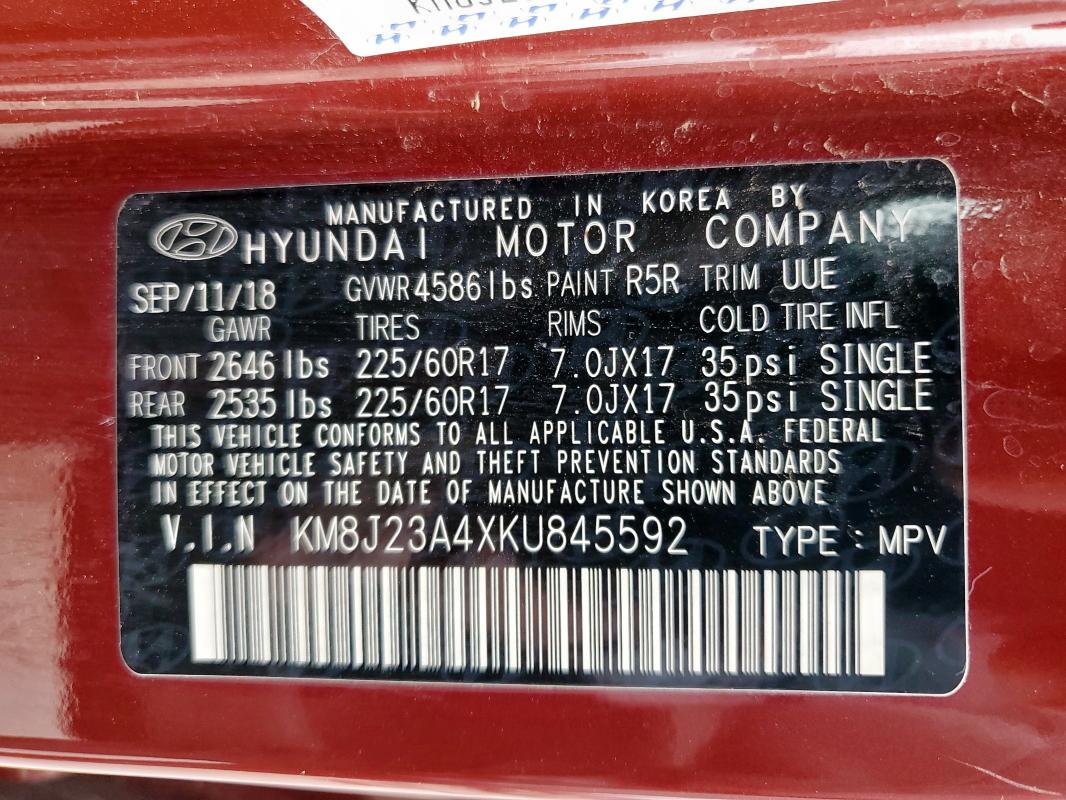 MANUFACTURED IN KOREA BY
HYUNDAI MOTOR COMPANY
SEP/11/18 GVWR 4586lbs PAINT R5R TRIM UUE
GAWR TIRES RIMS COLD TIRE INFL
FRONT 2646 lbs 225/60R17 7.0JX17 35psi SINGLE
REAR 2535 lbs 225/60R17 7.0JX17 35psi SINGLE
THIS VEHICLE CONFORMS TO ALL APPLICABLE U.S.A. FEDERAL
MOTOR VEHICLE SAFETY AND THEFT PREVENTION STANDARDS
IN EFFECT ON THE DATE OF MANUFACTURE SHOWN ABOVE
V.I.N KM8J23A4XKU845592 TYPE : MPV